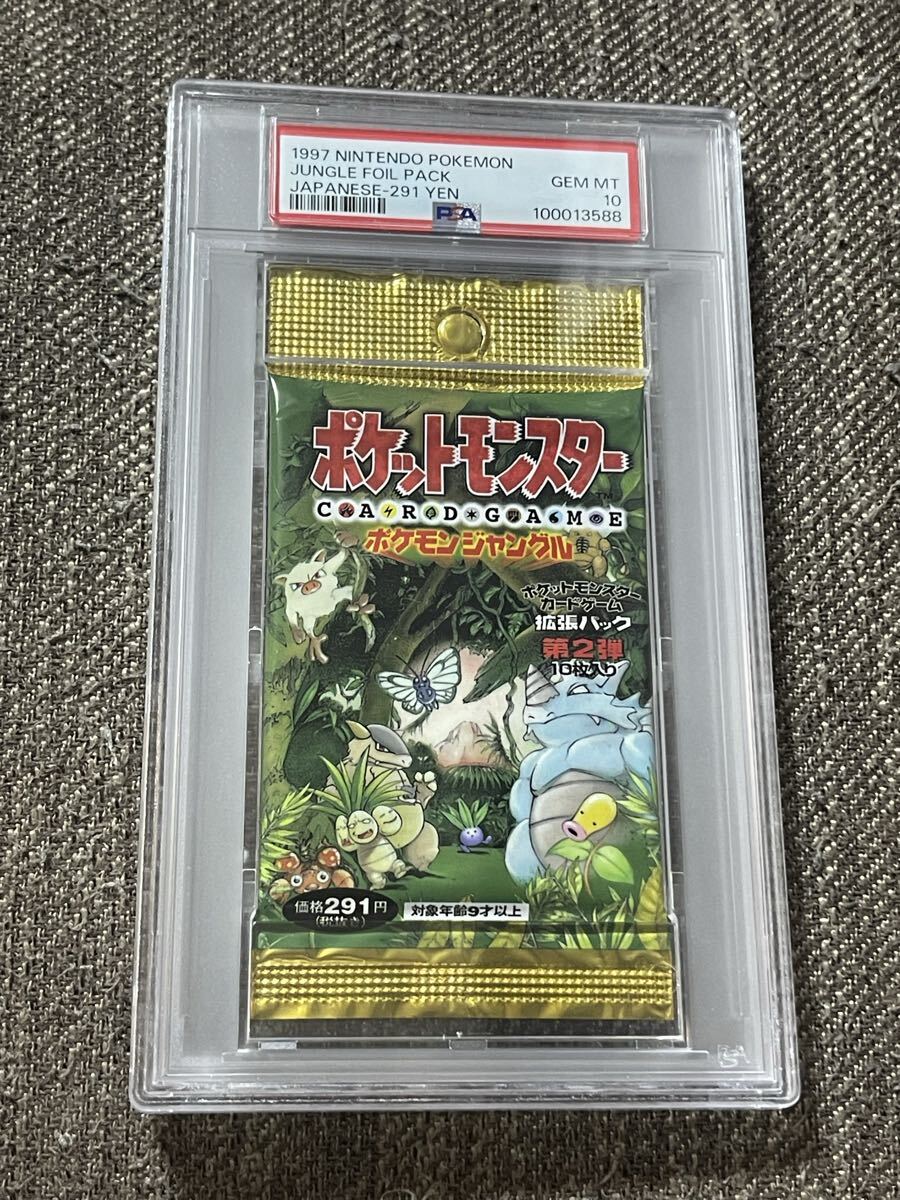 1997 NINTENDO POKEMON
JUNGLE FOIL PACK
JAPANESE-291 YEN
GEM MT
10
100013588
PSA
ポケットモンスター
TM
CARD GAME
ポケモンジャングル
ポケットモンスター
カードゲーム
拡張パック
第2弾
10枚入り
価格291円
(税抜き)
対象年齢9才以上